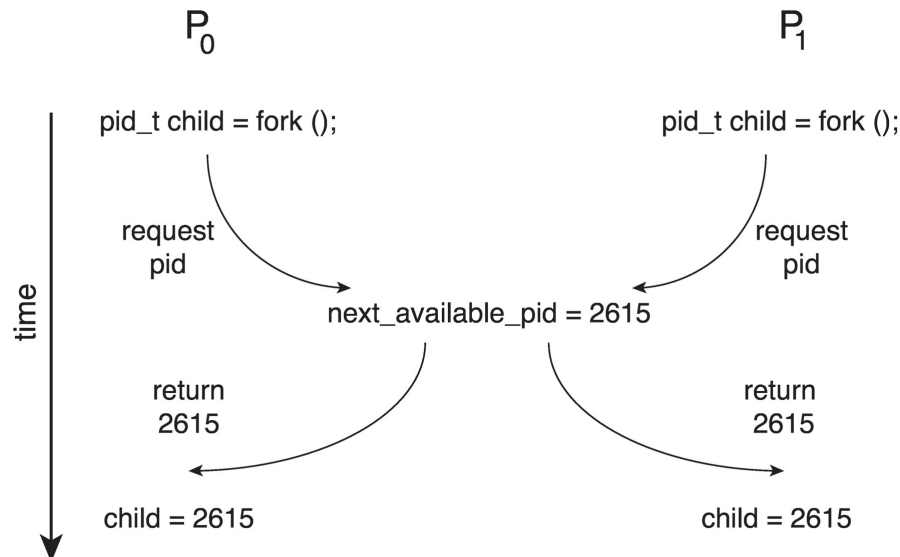 P0 P1
pid_t child = fork (); pid_t child = fork ();
request request
pid pid
next_available_pid = 2615
time
return return
2615 2615
child = 2615 child = 2615